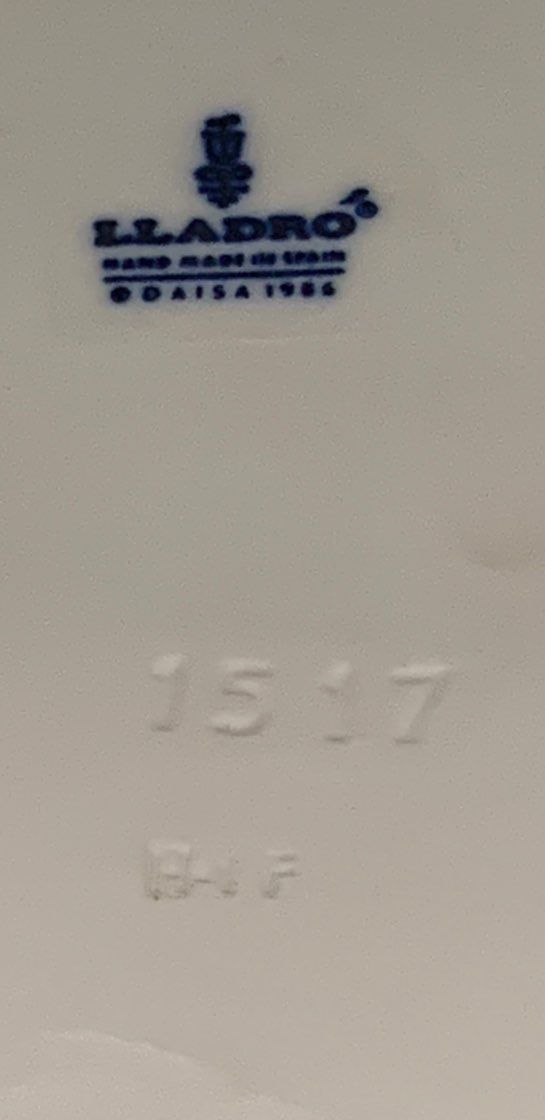 LLADRÓ
HAND MADE IN SPAIN
© DAISA 1986
1517